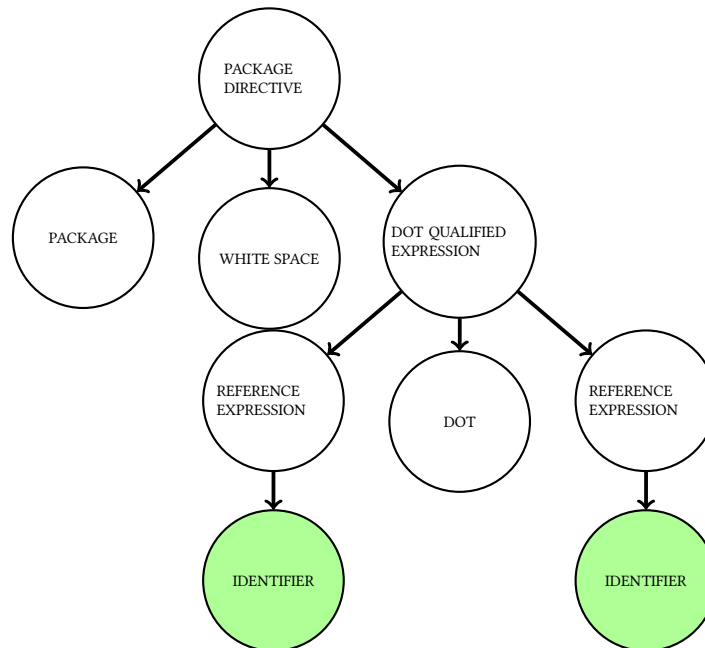 PACKAGE
DIRECTIVE
PACKAGE
WHITE SPACE
DOT QUALIFIED
EXPRESSION
REFERENCE
EXPRESSION
DOT
REFERENCE
EXPRESSION
IDENTIFIER
IDENTIFIER